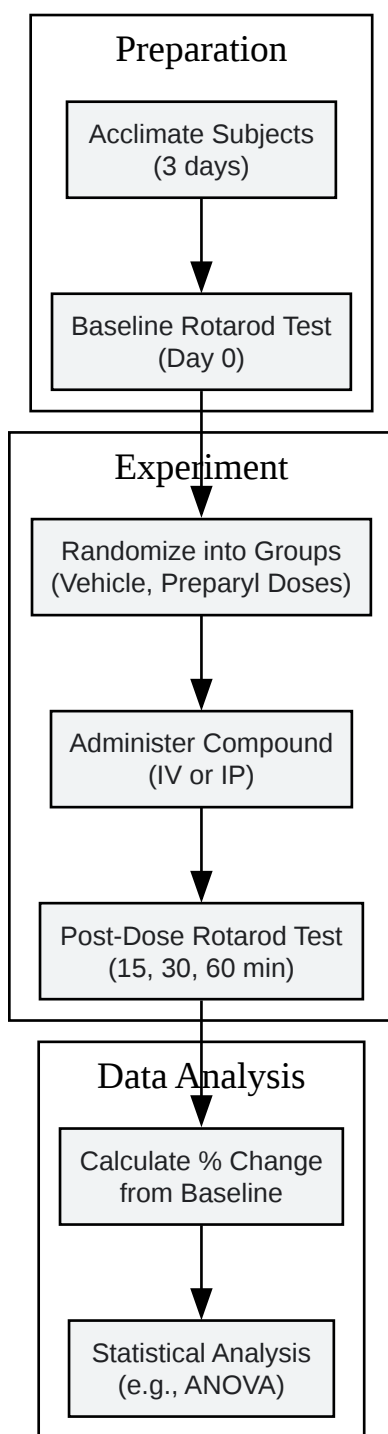 Preparation
Acclimate Subjects
(3 days)
Baseline Rotarod Test
(Day 0)
Experiment
Randomize into Groups
(Vehicle, Preparyl Doses)
Administer Compound
(IV or IP)
Post-Dose Rotarod Test
(15, 30, 60 min)
Data Analysis
Calculate % Change
from Baseline
Statistical Analysis
(e.g., ANOVA)